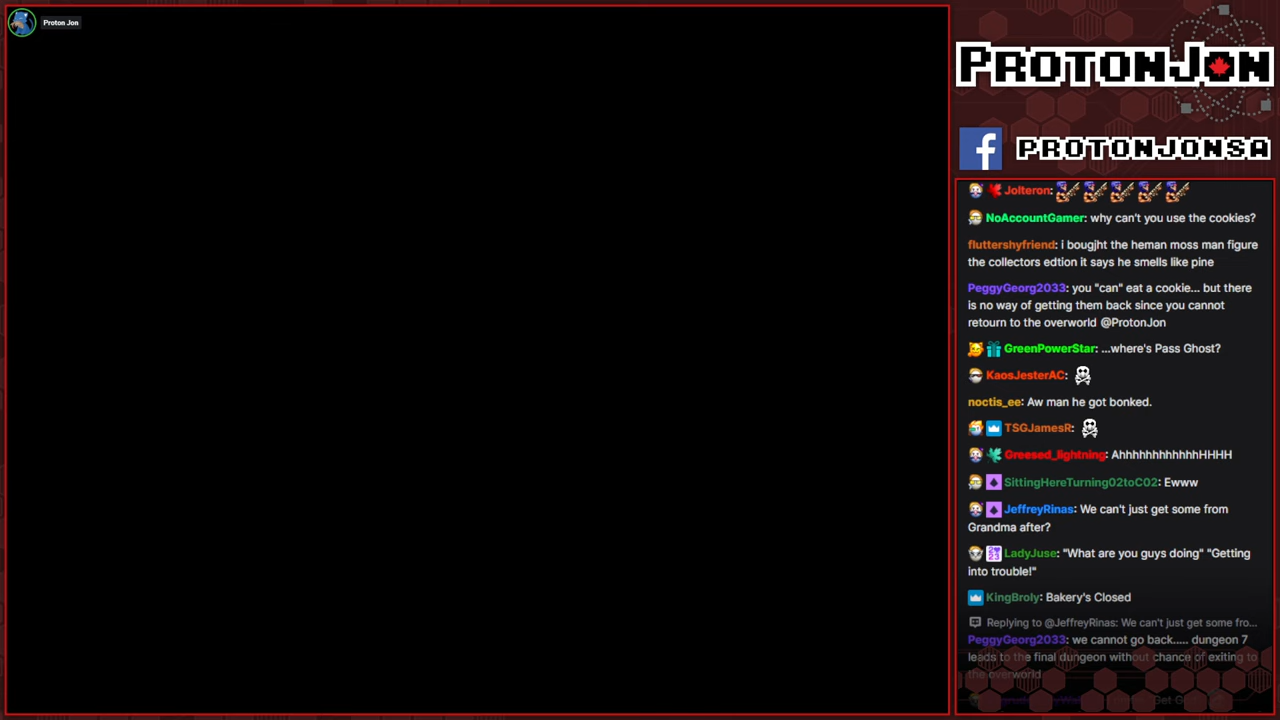 Proton Jon
PROTONJON
PROTONJONSA
Jolteron:
NoAccountGamer: why can't you use the cookies?
fluttershyfriend: i bougjht the heman moss man figure
the collectors edtion it says he smells like pine
PeggyGeorg2033: you "can" eat a cookie... but there
is no way of getting them back since you cannot
retourn to the overworld @ProtonJon
GreenPowerStar: ...where's Pass Ghost?
KaosJesterAC:
noctis_ee: Aw man he got bonked.
TSGJamesR:
Greesed_lightning: AhhhhhhhhhhhHHHH
SittingHereTurning02toC02: Ewww
JeffreyRinas: We can't just get some from
Grandma after?
LadyJuse: "What are you guys doing" "Getting
into trouble!"
KingBroly: Bakery's Closed
Replying to @JeffreyRinas: We can't just get some fro...
PeggyGeorg2033: we cannot go back..... dungeon 7
leads to the final dungeon without chance of exiting to
the overworld